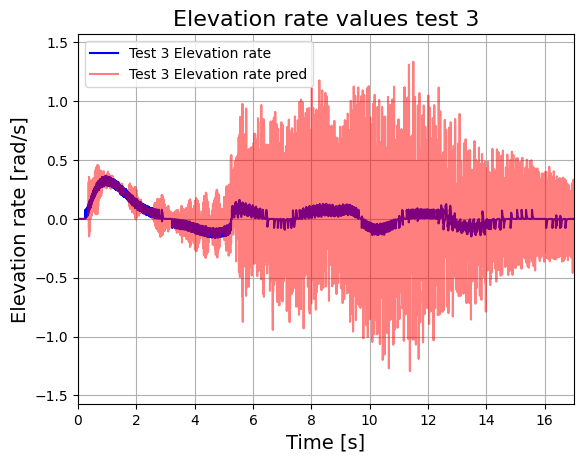 Elevation rate values test 3
Test 3 Elevation rate
Test 3 Elevation rate pred
Elevation rate [rad/s]
1.5
1.0
0.5
0.0
−0.5
−1.0
−1.5
0 2 4 6 8 10 12 14 16
Time [s]